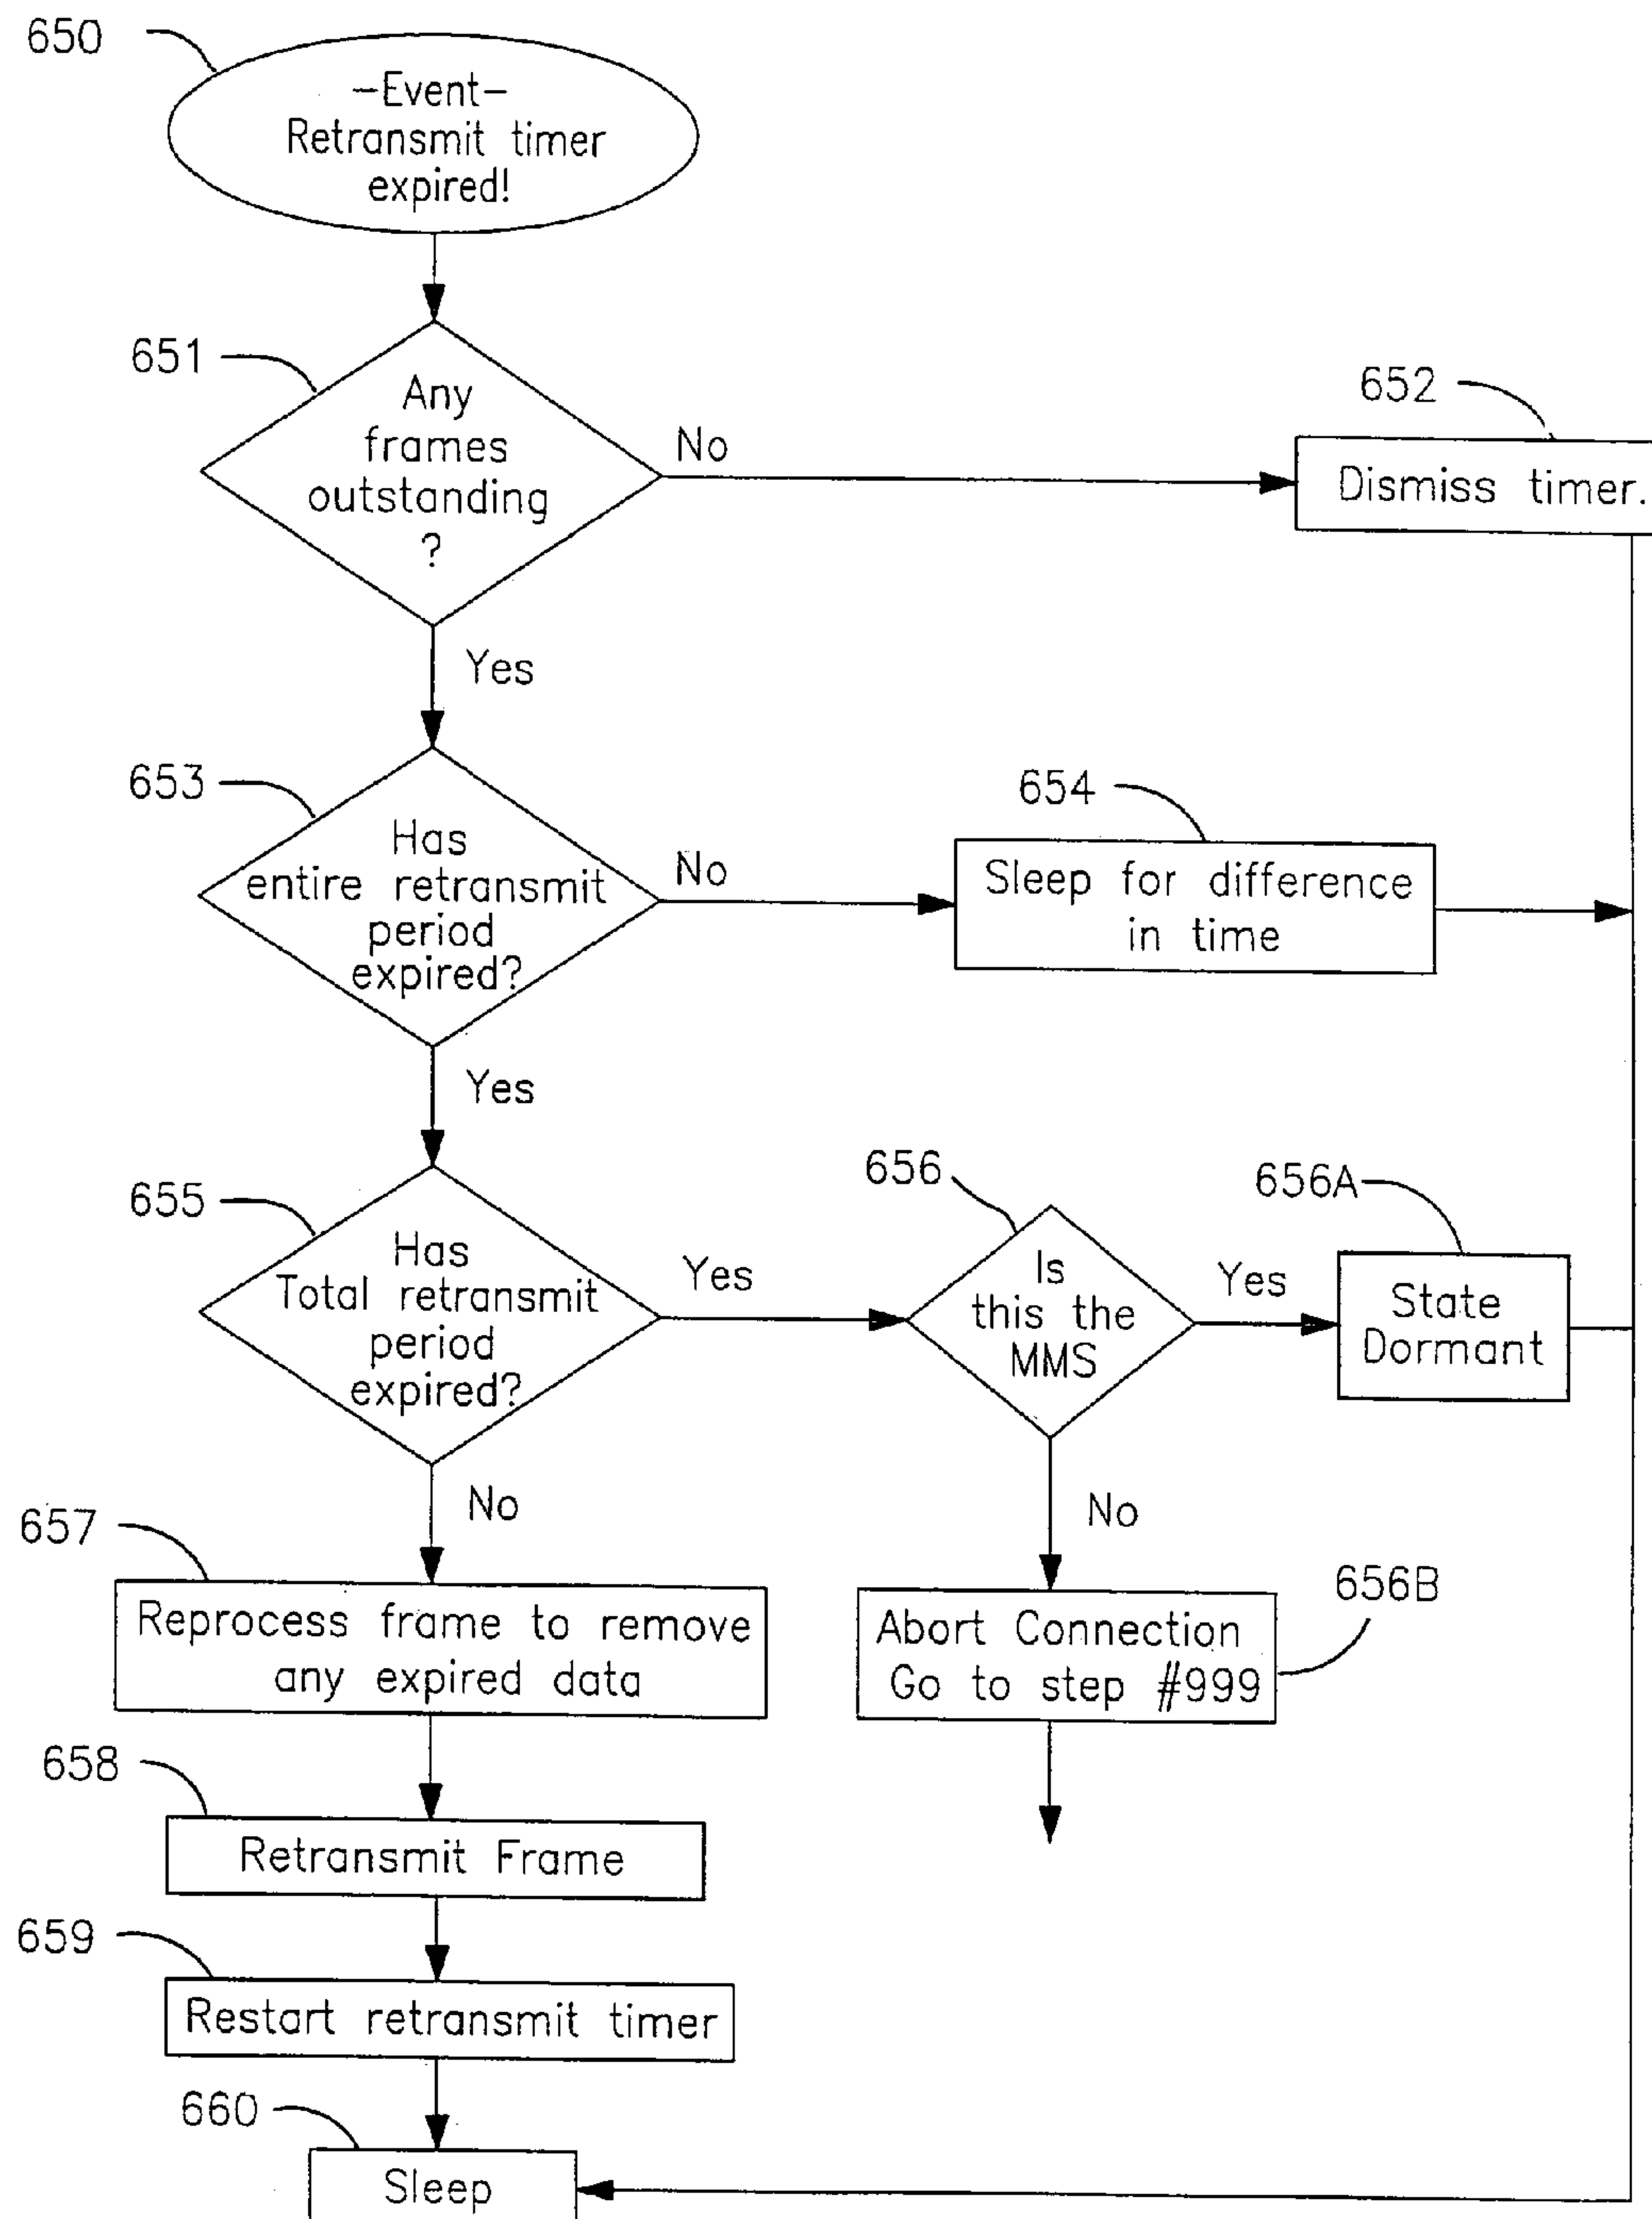 650
–Event–
Retransmit timer
expired!
651
Any
frames
outstanding
?
No
652
Dismiss timer.
Yes
653
Has
entire retransmit
period
expired?
No
654
Sleep for difference
in time
Yes
655
Has
Total retransmit
period
expired?
Yes
656
Is
this the
MMS
Yes
656A
State
Dormant
No
657
Reprocess frame to remove
any expired data
No
656B
Abort Connection
Go to step #999
658
Retransmit Frame
659
Restart retransmit timer
660
Sleep